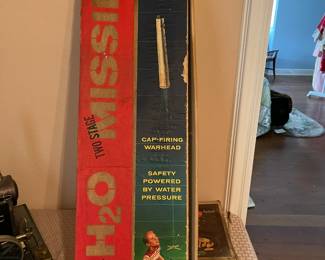 H2O MISSIL
TWO STAGE
CAP-FIRING
WARHEAD
SAFETY
POWERED
BY WATER
PRESSURE